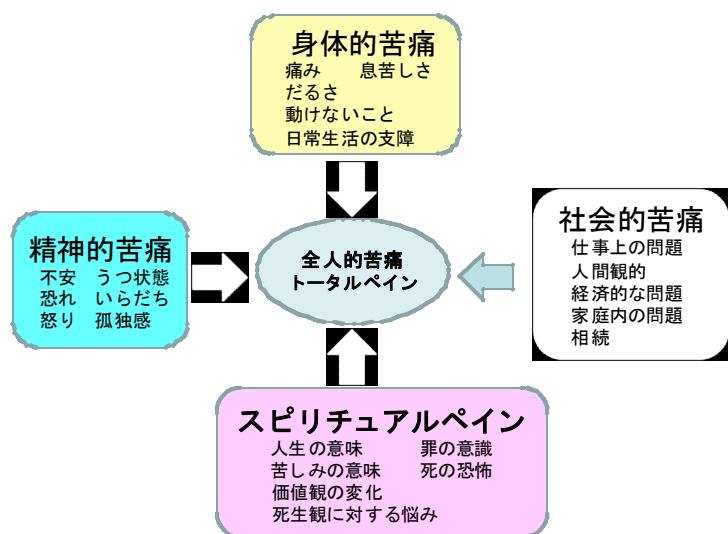 身体的苦痛
痛み　　息苦しさ
だるさ
動けないこと
日常生活の支障
精神的苦痛
不安　うつ状態
恐れ　いらだち
怒り　孤独感
全人的苦痛
トータルペイン
社会的苦痛
仕事上の問題
人間観的
経済的な問題
家庭内の問題
相続
スピリチュアルペイン
人生の意味　　　罪の意識
苦しみの意味　　死の恐怖
価値観の変化
死生観に対する悩み